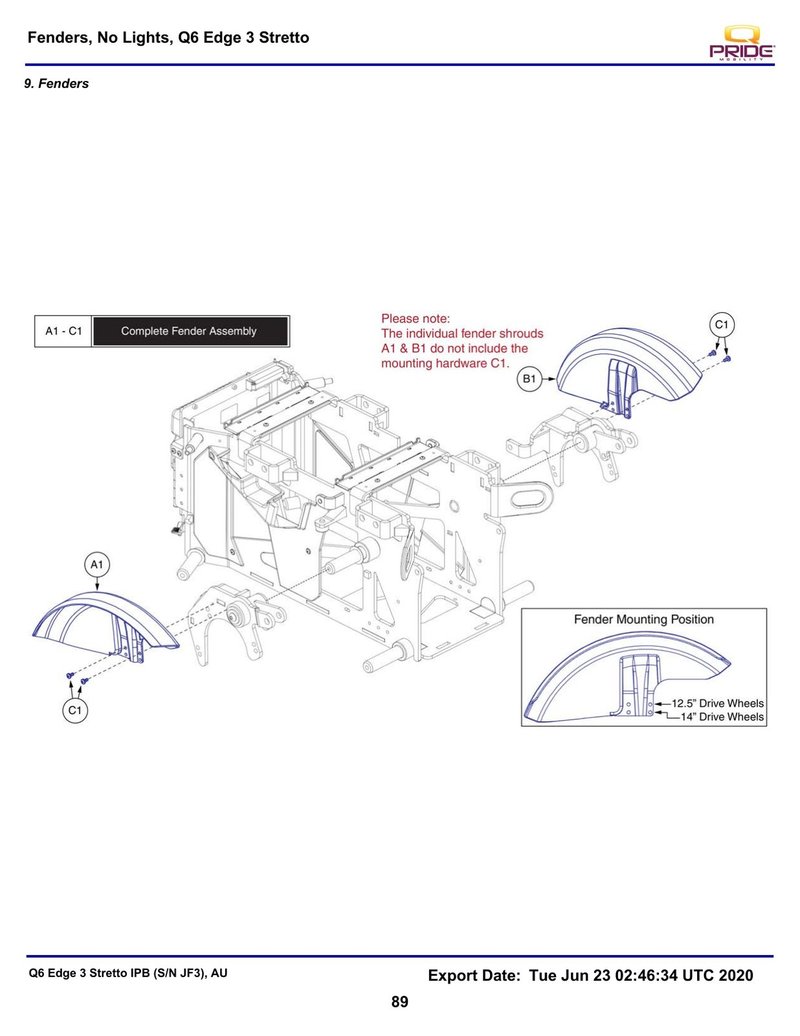 Fenders, No Lights, Q6 Edge 3 Stretto
Q
PRIDE
MOBILITY
9. Fenders
A1 - C1
Complete Fender Assembly
Please note:
The individual fender shrouds
A1 & B1 do not include the
mounting hardware C1.
C1
B1
A1
C1
Fender Mounting Position
12.5” Drive Wheels
14” Drive Wheels
Q6 Edge 3 Stretto IPB (S/N JF3), AU
Export Date: Tue Jun 23 02:46:34 UTC 2020
89